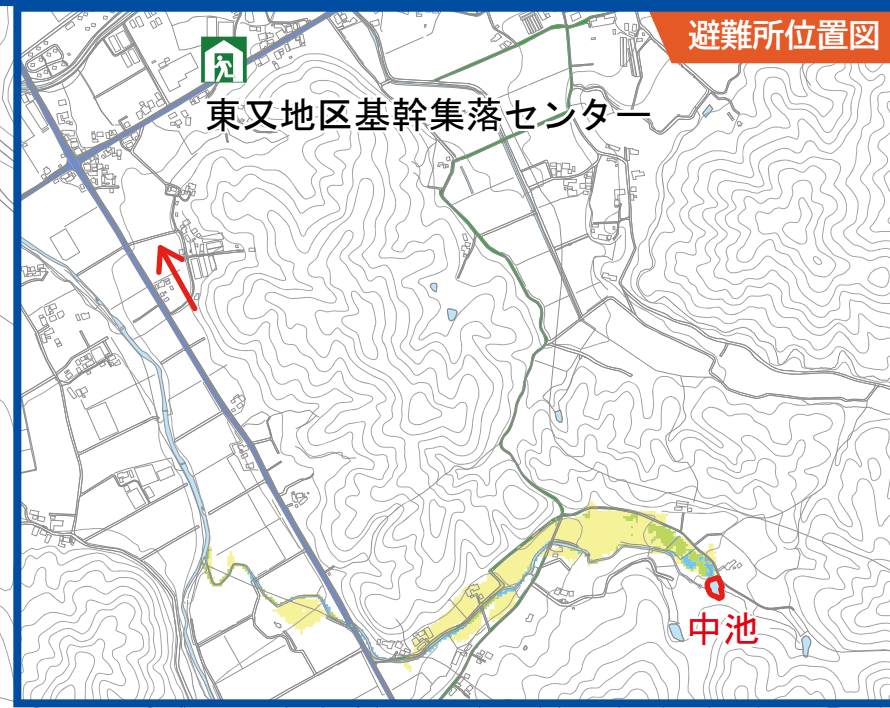 避難所位置図
東又地区基幹集落センター
中池